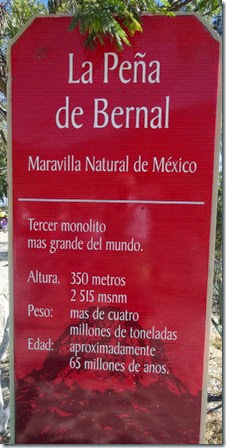 La Peña
de Bernal
Maravilla Natural de México
Tercer monolito
mas grande del mundo.
Altura. 350 metros
2 515 msnm
Peso: mas de cuatro
millones de toneladas
Edad: aproximadamente
65 millones de anos.